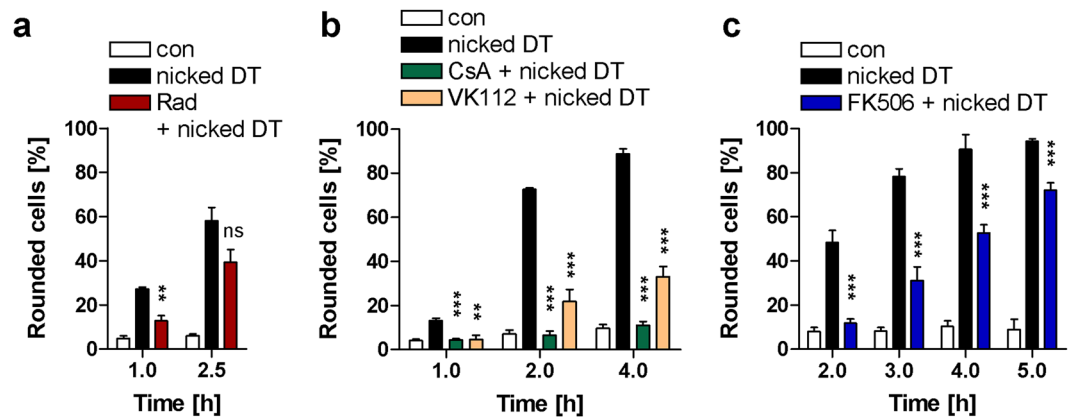 a
con
nicked DT
Rad
+ nicked DT
Rounded cells [%]
100
80
60
40
20
0
**
ns
1.0 2.5
Time [h]
b
con
nicked DT
CsA + nicked DT
VK112 + nicked DT
Rounded cells [%]
100
80
60
40
20
0
*** **
*** ***
*** ***
1.0 2.0 4.0
Time [h]
c
con
nicked DT
FK506 + nicked DT
Rounded cells [%]
100
80
60
40
20
0
***
***
***
***
2.0 3.0 4.0 5.0
Time [h]